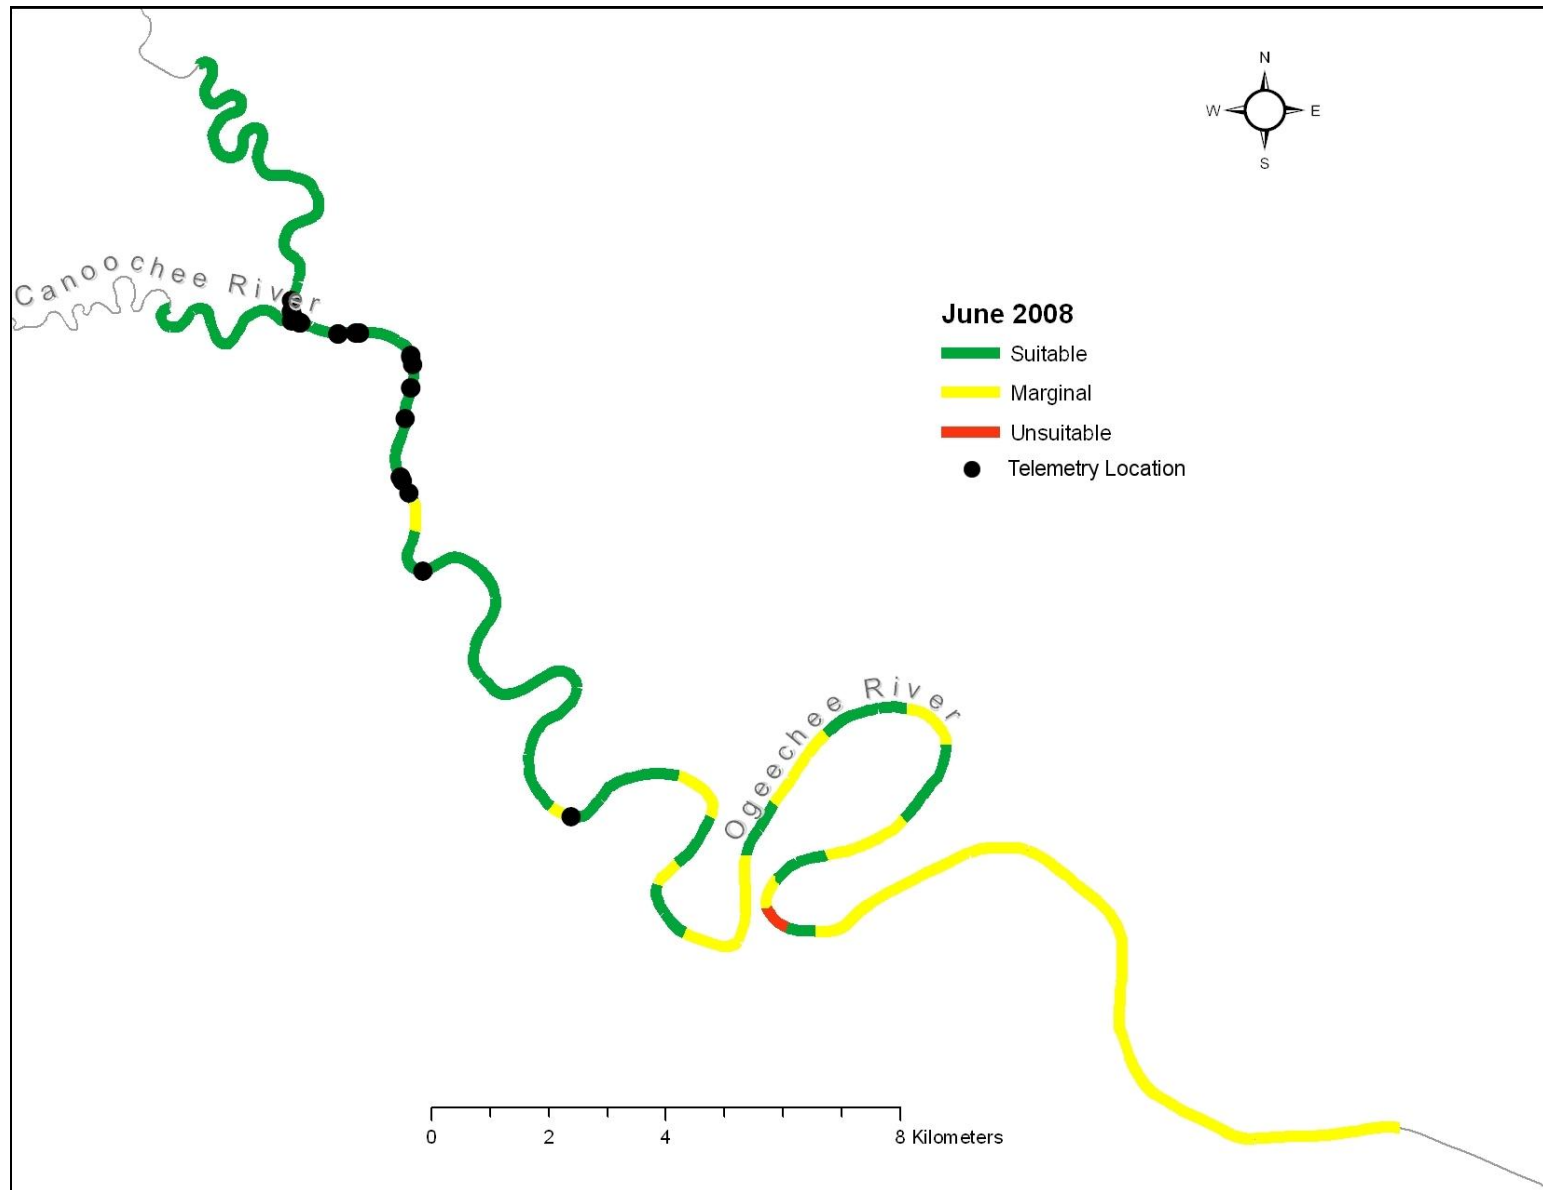 N
W E
S
Canoochee River
June 2008
Suitable
Marginal
Unsuitable
Telemetry Location
Ogeechee River
0 2 4 8 Kilometers